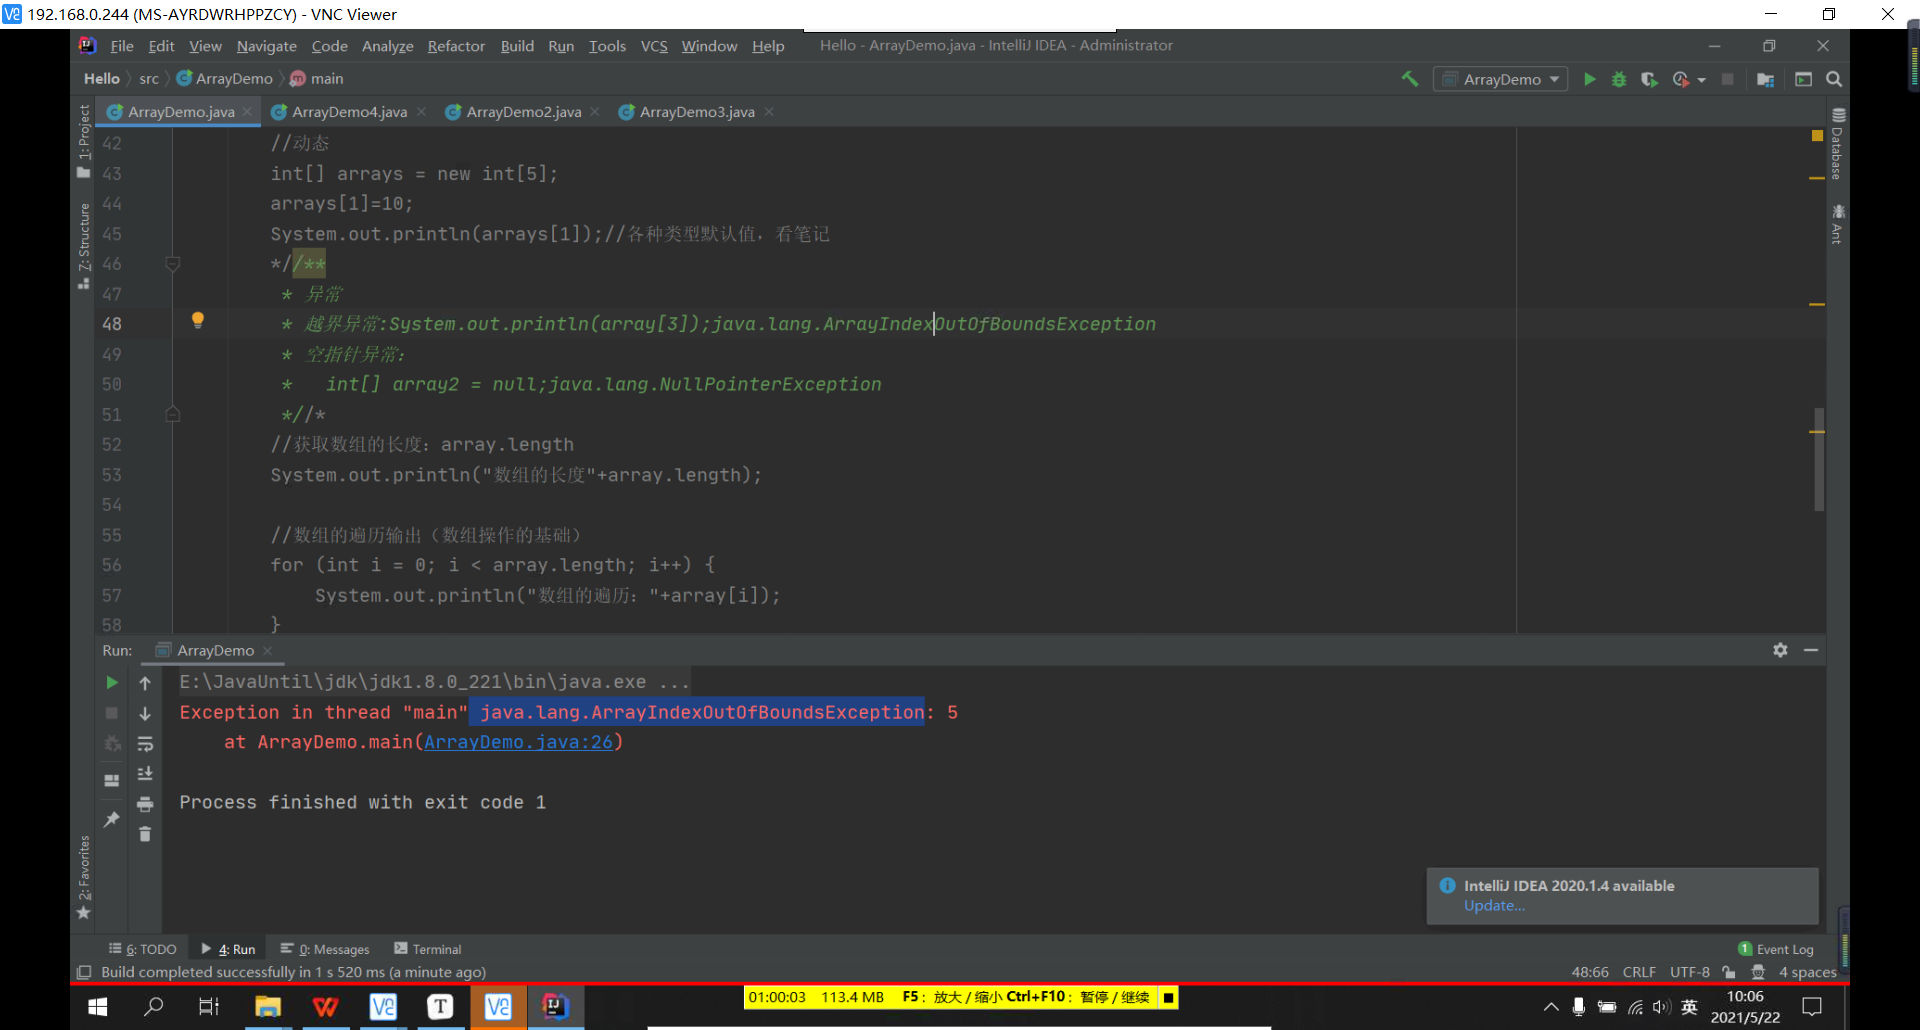 192.168.0.244 (MS-AYRDWRHPPZCY) - VNC Viewer
File Edit View Navigate Code Analyze Refactor Build Run Tools VCS Window Help Hello - ArrayDemo.java - IntelliJ IDEA - Administrator
Hello src ArrayDemo main ArrayDemo
ArrayDemo.java ArrayDemo4.java ArrayDemo2.java ArrayDemo3.java
1: Project
Z: Structure
2: Favorites
Database
Ant
42 //动态
43 int[] arrays = new int[5];
44 arrays[1]=10;
45 System.out.println(arrays[1]);//各种类型默认值，看笔记
46 *//**
47 * 异常
48 * 越界异常:System.out.println(array[3]);java.lang.ArrayIndexOutOfBoundsException
49 * 空指针异常：
50 * int[] array2 = null;java.lang.NullPointerException
51 *//*
52 //获取数组的长度：array.length
53 System.out.println("数组的长度"+array.length);
54
55 //数组的遍历输出（数组操作的基础）
56 for (int i = 0; i < array.length; i++) {
57 System.out.println("数组的遍历："+array[i]);
58 }
Run: ArrayDemo
E:\JavaUntil\jdk\jdk1.8.0_221\bin\java.exe ...
Exception in thread "main" java.lang.ArrayIndexOutOfBoundsException: 5
at ArrayDemo.main(ArrayDemo.java:26)
Process finished with exit code 1
IntelliJ IDEA 2020.1.4 available
Update...
6: TODO 4: Run 0: Messages Terminal 1 Event Log
Build completed successfully in 1 s 520 ms (a minute ago) 48:66 CRLF UTF-8 4 spaces
01:00:03 113.4 MB F5：放大 / 缩小 Ctrl+F10：暂停 / 继续
英 10:06
2021/5/22